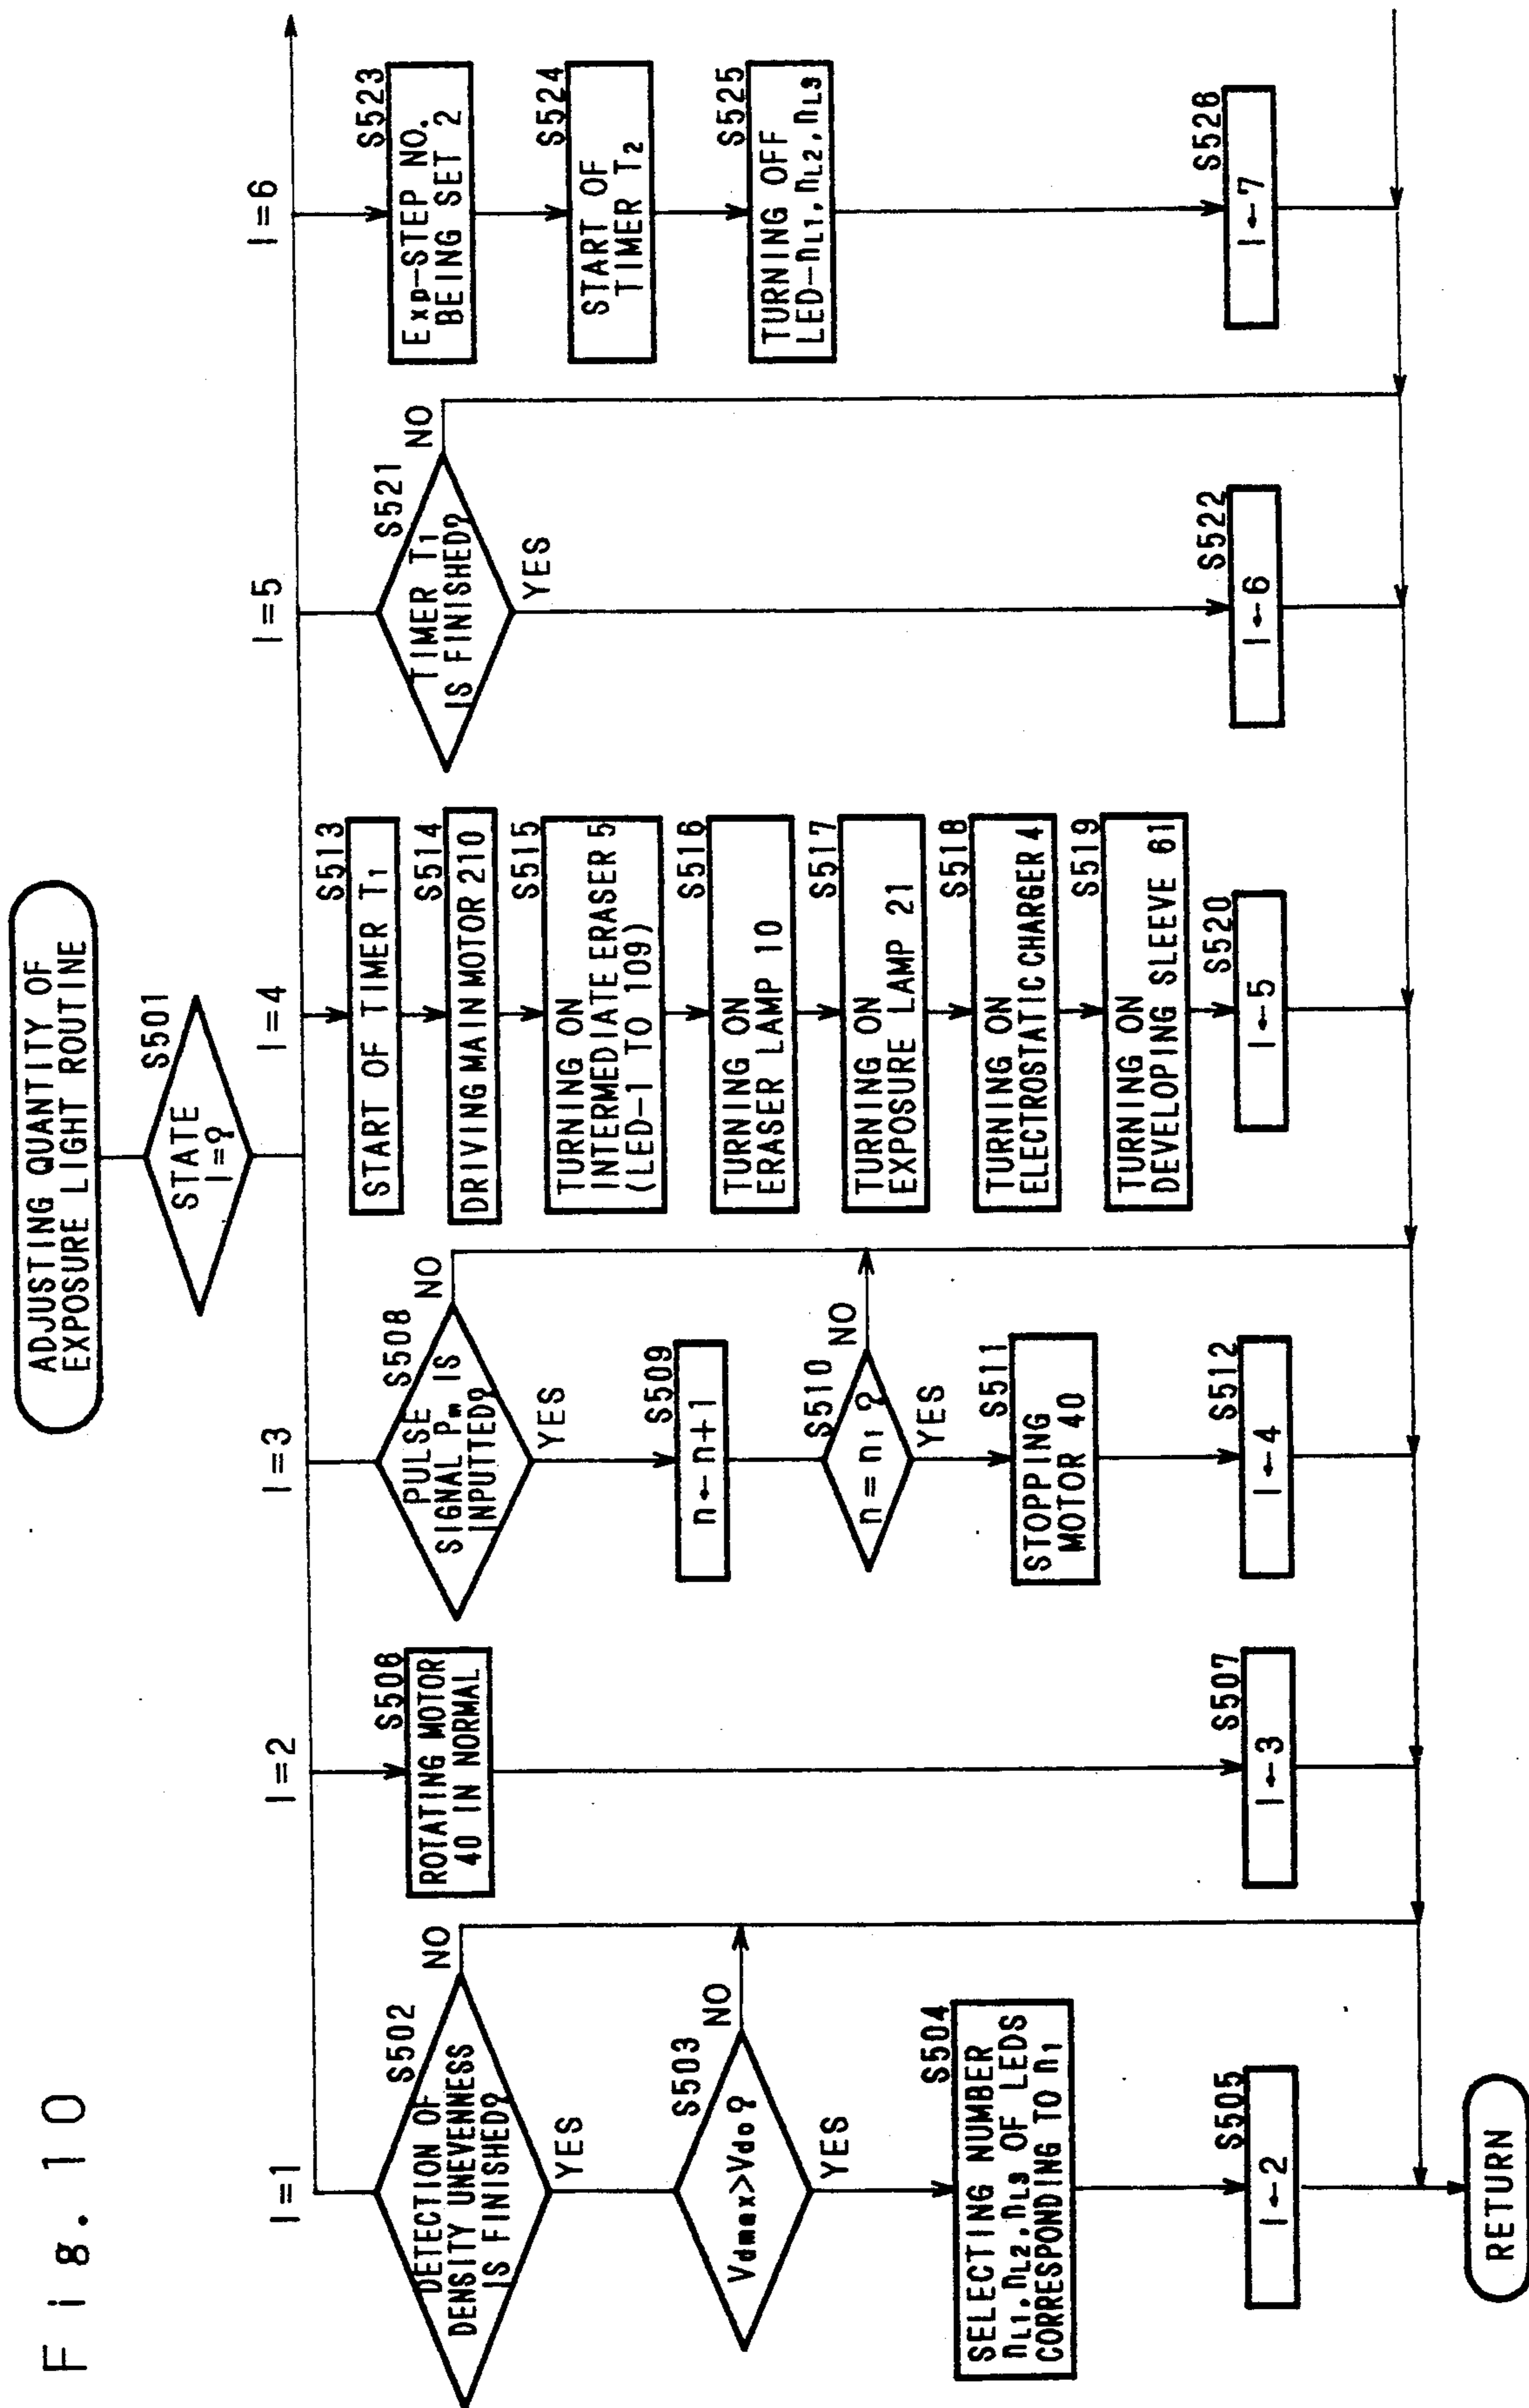 Fig. 10
ADJUSTING QUANTITY OF
EXPOSURE LIGHT ROUTINE
S501
STATE
I=?
I=1
S502
DETECTION OF
DENSITY UNEVENNESS
IS FINISHED?
NO
YES
S503
Vdmax>Vdo?
NO
YES
S504
SELECTING NUMBER
nL1, nL2, nL3 OF LEDS
CORRESPONDING TO n1
S505
I←2
RETURN
I=2
S506
ROTATING MOTOR
40 IN NORMAL
S507
I←3
I=3
S508
PULSE
SIGNAL Pm IS
INPUTTED?
NO
YES
S509
n←n+1
S510
n=n1?
NO
YES
S511
STOPPING
MOTOR 40
S512
I←4
I=4
S513
START OF TIMER T1
S514
DRIVING MAIN MOTOR 210
S515
TURNING ON
INTERMEDIATE ERASER 5
(LED-1 TO 109)
S516
TURNING ON
ERASER LAMP 10
S517
TURNING ON
EXPOSURE LAMP 21
S518
TURNING ON
ELECTROSTATIC CHARGER 4
S519
TURNING ON
DEVELOPING SLEEVE 61
S520
I←5
I=5
S521
TIMER T1
IS FINISHED?
NO
YES
S522
I←6
I=6
S523
Exp-STEP NO.
BEING SET 2
S524
START OF
TIMER T2
S525
TURNING OFF
LED-nL1, nL2, nL3
S526
I←7